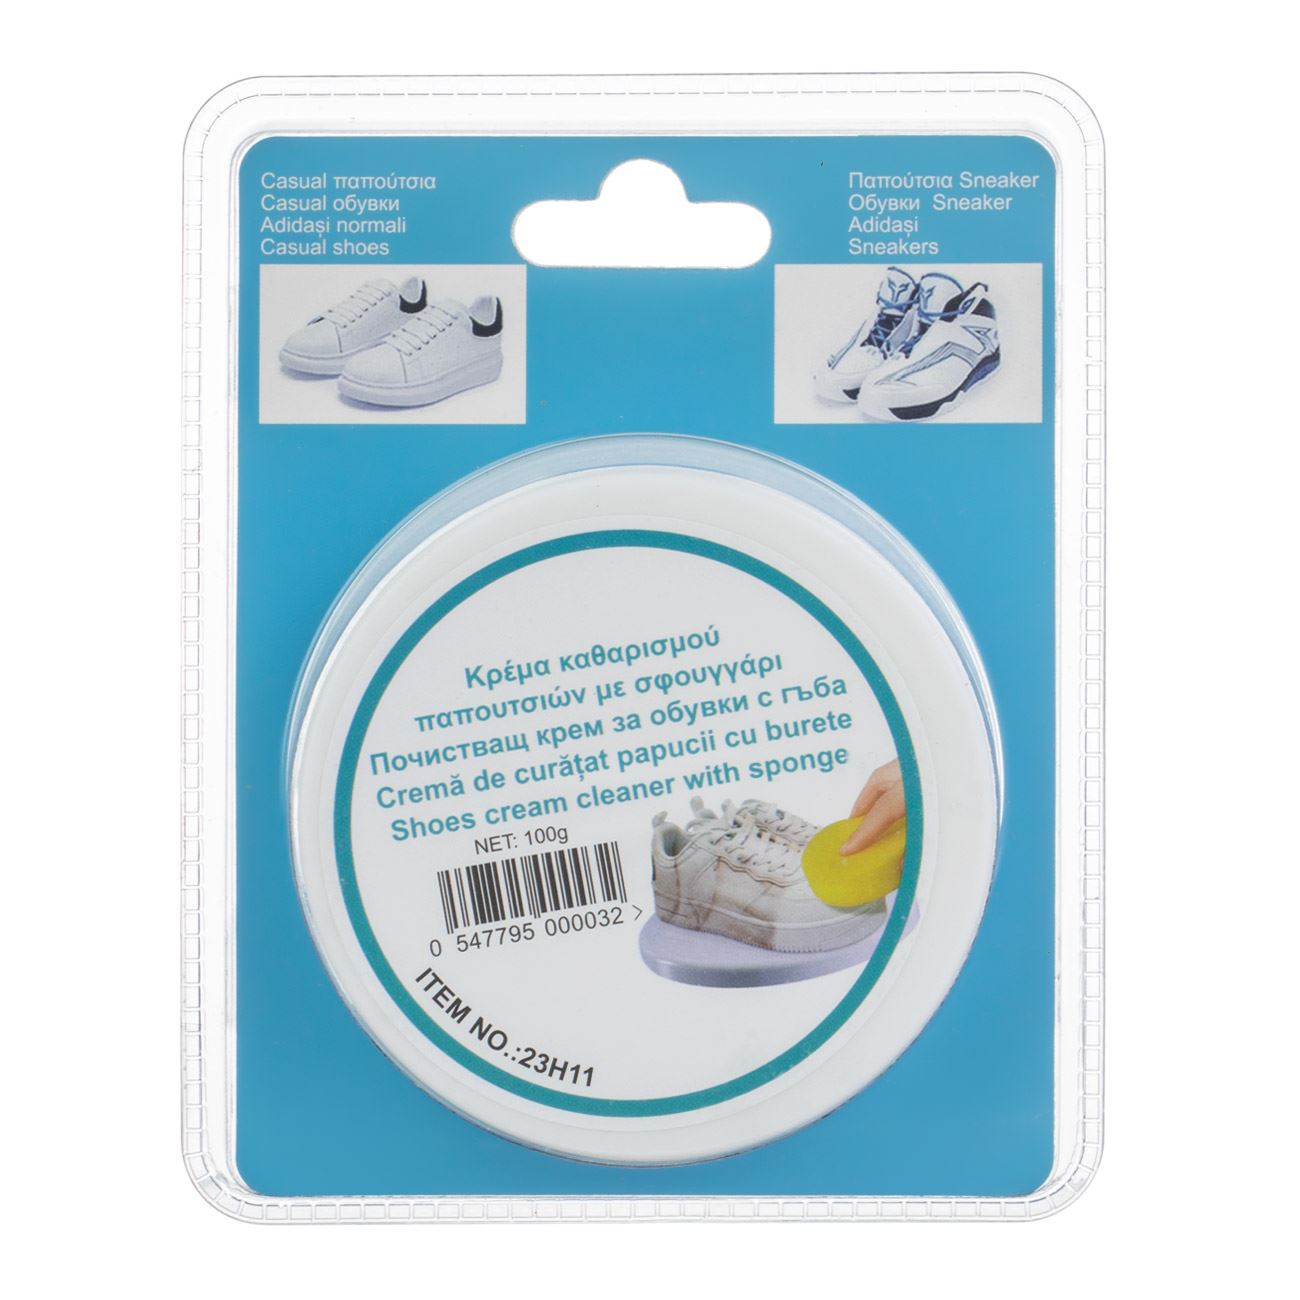 Casual παπούτσια
Casual обувки
Adidași normali
Casual shoes
Παπούτσια Sneaker
Обувки Sneaker
Adidași
Sneakers
Κρέμα καθαρισμού
παπουτσιών με σφουγγάρι
Почистващ крем за обувки с гъба
Cremă de curățat papucii cu burete
Shoes cream cleaner with sponge
NET: 100g
0 547795 000032 >
ITEM NO.:23H11